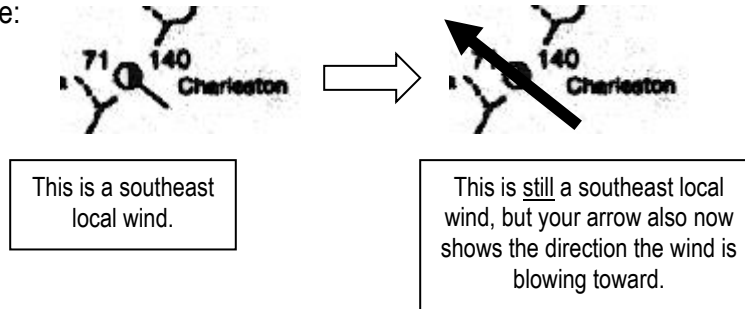 e:
71 140
Charleston
140
Charleston
This is a southeast
local wind.
This is still a southeast local
wind, but your arrow also now
shows the direction the wind is
blowing toward.